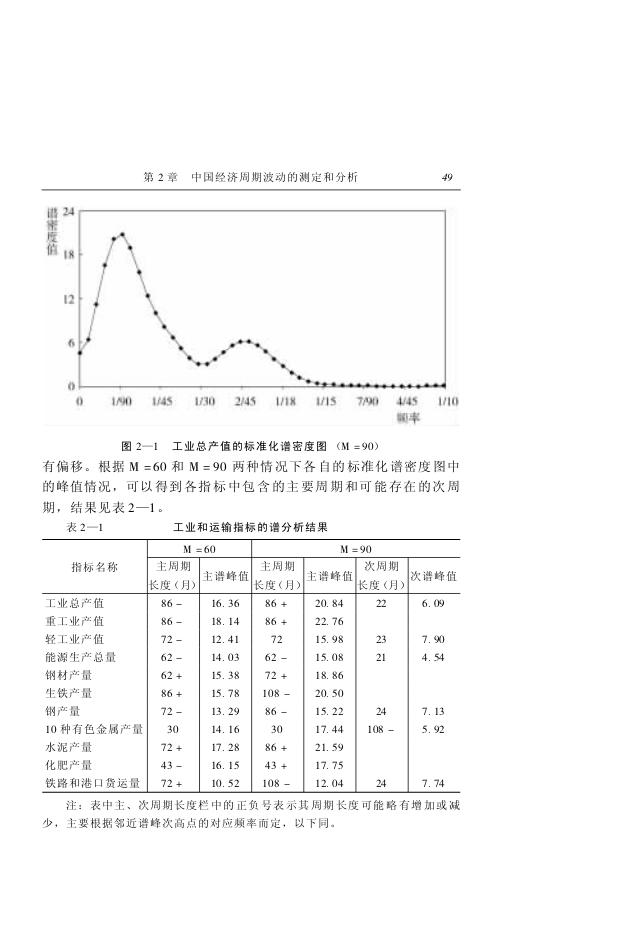 第 2 章 中国经济周期波动的测定和分析 49
谱密度值
24
18
12
6
0
0 1/90 1/45 1/30 2/45 1/18 1/15 7/90 4/45 1/10
频率
图 2—1 工业总产值的标准化谱密度图 （M =90）
有偏移。根据 M =60 和 M =90 两种情况下各自的标准化谱密度图中
的峰值情况，可以得到各指标中包含的主要周期和可能存在的次周
期，结果见表 2—1。
表 2—1 工业和运输指标的谱分析结果
指标名称 M =60 M =90
主周期长度（月） 主谱峰值 主周期长度（月） 主谱峰值 次周期长度（月） 次谱峰值
工业总产值 86 − 16. 36 86 + 20. 84 22 6. 09
重工业产值 86 − 18. 14 86 + 22. 76
轻工业产值 72 − 12. 41 72 15. 98 23 7. 90
能源生产总量 62 − 14. 03 62 − 15. 08 21 4. 54
钢材产量 62 + 15. 38 72 + 18. 86
生铁产量 86 + 15. 78 108 − 20. 50
钢产量 72 − 13. 29 86 − 15. 22 24 7. 13
10 种有色金属产量 30 14. 16 30 17. 44 108 − 5. 92
水泥产量 72 + 17. 28 86 + 21. 59
化肥产量 43 − 16. 15 43 + 17. 75
铁路和港口货运量 72 + 10. 52 108 − 12. 04 24 7. 74
注：表中主、次周期长度栏中的正负号表示其周期长度可能略有增加或减
少，主要根据邻近谱峰次高点的对应频率而定，以下同。